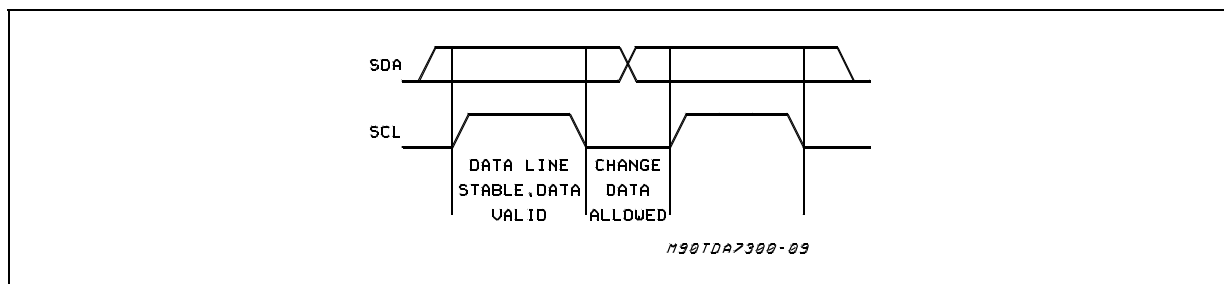 SDA
SCL
DATA LINE CHANGE
STABLE,DATA DATA
VALID ALLOWED
M90TDA7300-09